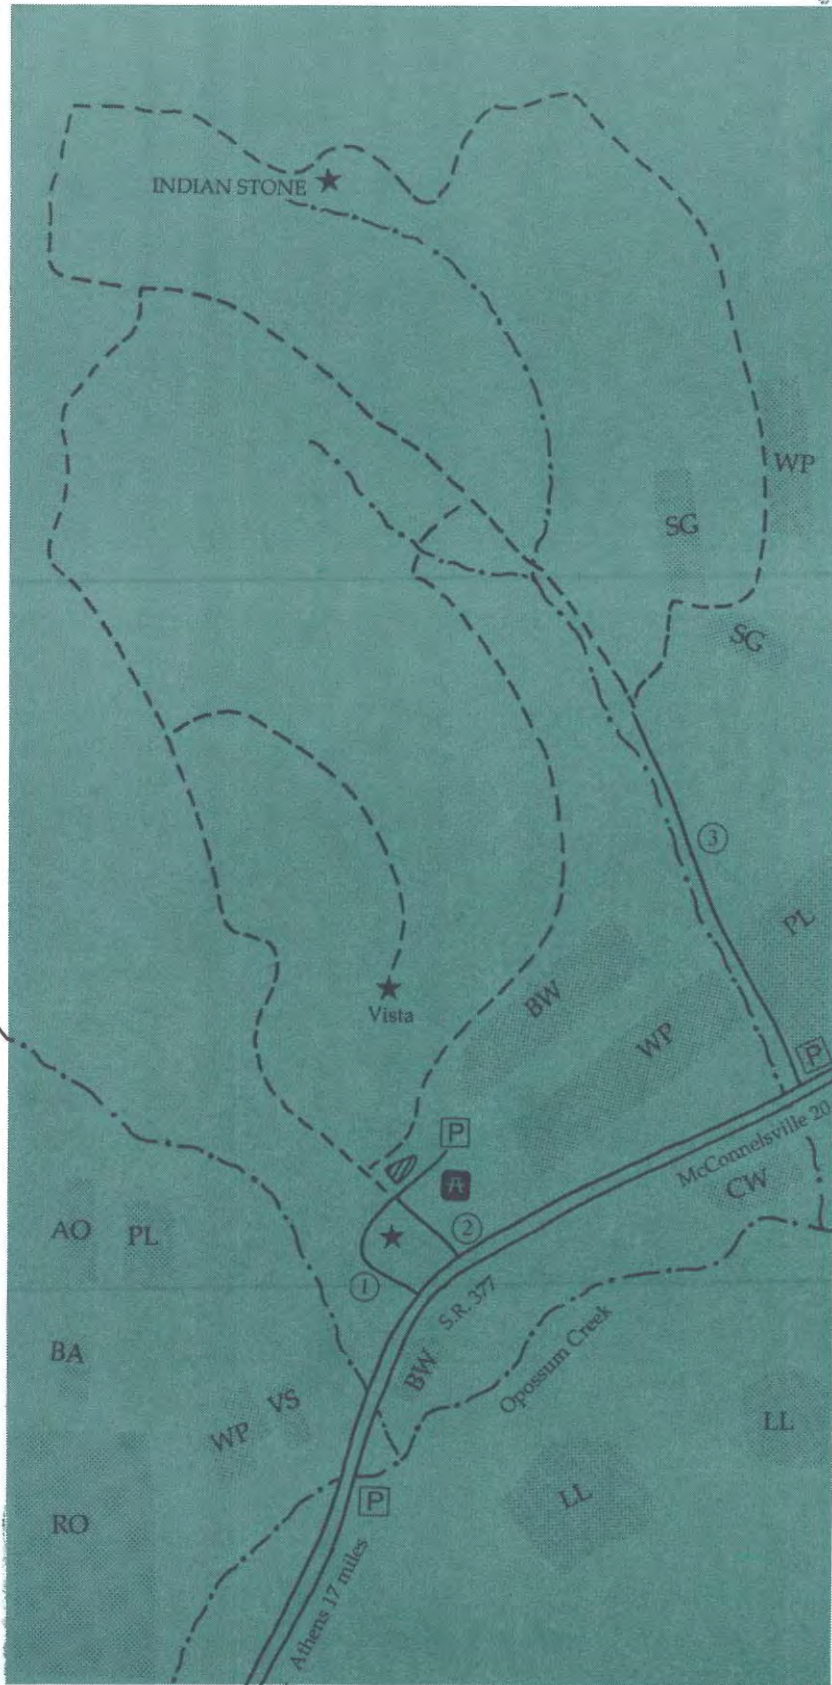 INDIAN STONE
WP
SG
SG
3
PL
BW
Vista
WP
P
P
McConnelsville 20
CW
AO
PL
2
1
S.R. 377
BA
BW
Opossum Creek
VS
WP
LL
LL
P
RO
Athens 17 miles